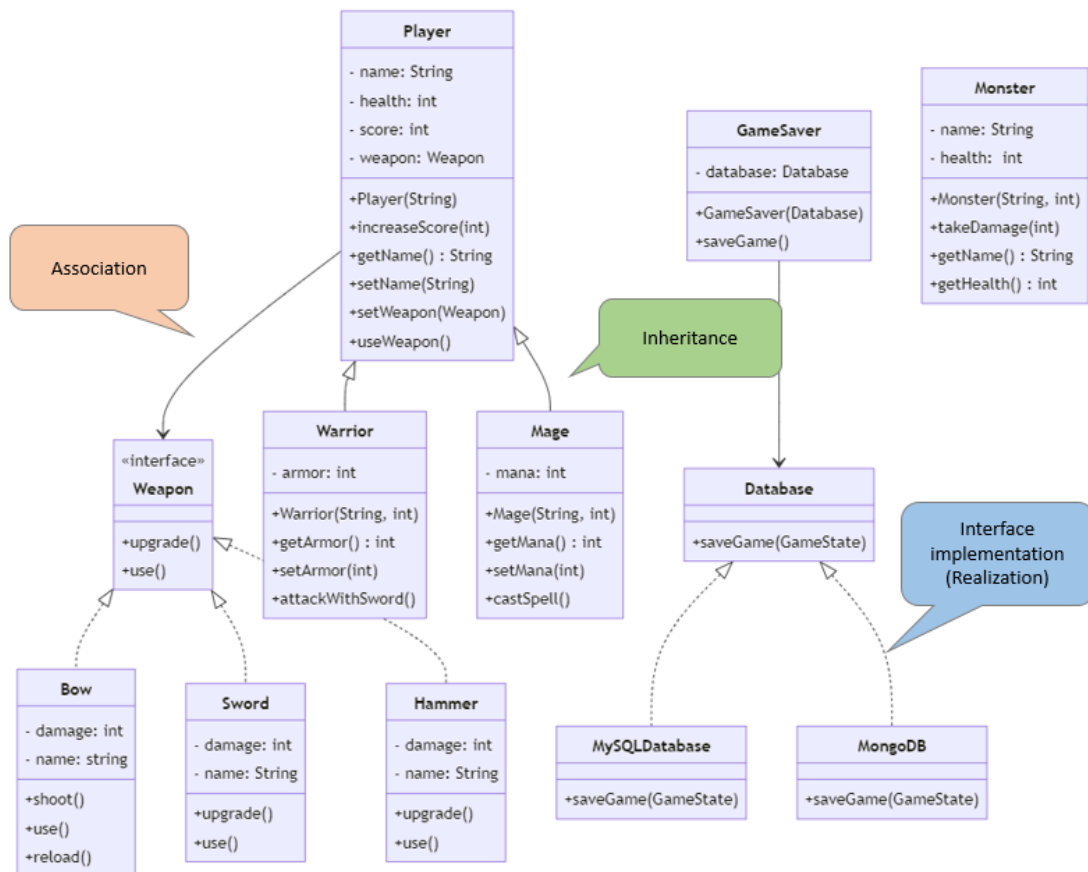 Player
- name: String
- health: int
- score: int
- weapon: Weapon
+Player(String)
+increaseScore(int)
+getName() : String
+setName(String)
+setWeapon(Weapon)
+useWeapon()
GameSaver
- database: Database
+GameSaver(Database)
+saveGame()
Monster
- name: String
- health:  int
+Monster(String, int)
+takeDamage(int)
+getName() : String
+getHealth() : int
Association
Inheritance
«interface»
Weapon
+upgrade()
+use()
Warrior
- armor: int
+Warrior(String, int)
+getArmor() : int
+setArmor(int)
+attackWithSword()
Mage
- mana: int
+Mage(String, int)
+getMana() : int
+setMana(int)
+castSpell()
Database
+saveGame(GameState)
Interface
implementation
(Realization)
Bow
- damage: int
- name: string
+shoot()
+use()
+reload()
Sword
- damage: int
- name: String
+upgrade()
+use()
Hammer
- damage: int
- name: String
+upgrade()
+use()
MySQLDatabase
+saveGame(GameState)
MongoDB
+saveGame(GameState)